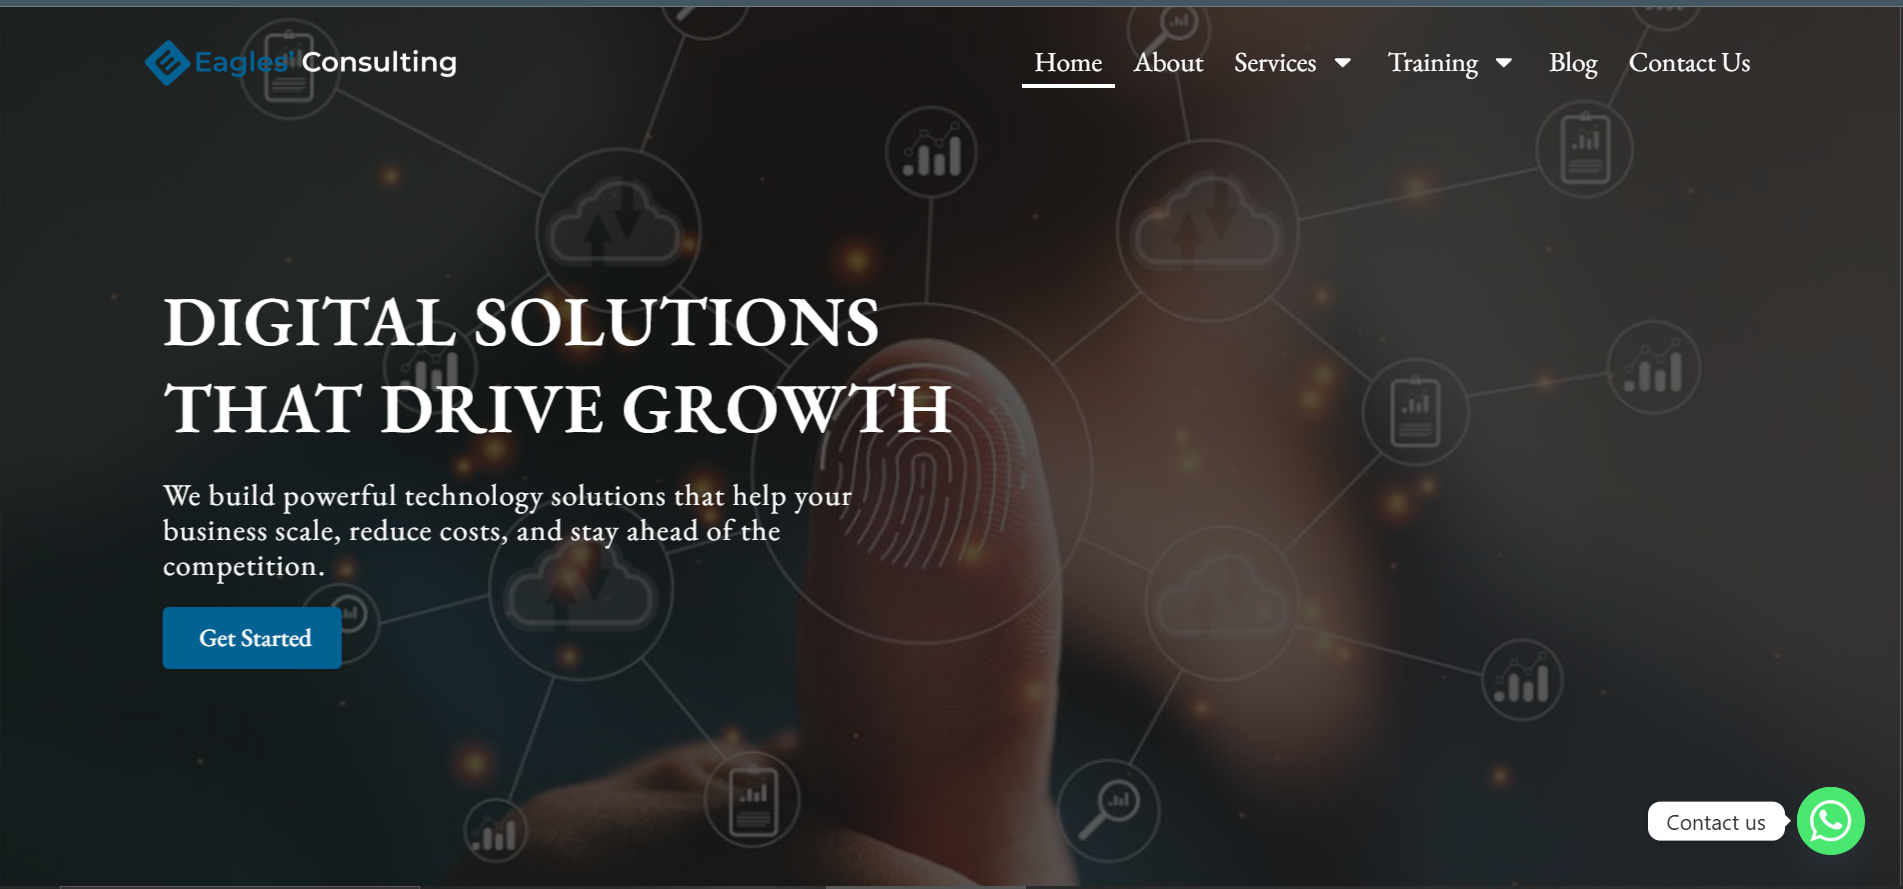 Eagles' Consulting
Home About Services Training Blog Contact Us
DIGITAL SOLUTIONS
THAT DRIVE GROWTH
We build powerful technology solutions that help your
business scale, reduce costs, and stay ahead of the
competition.
Get Started
Contact us